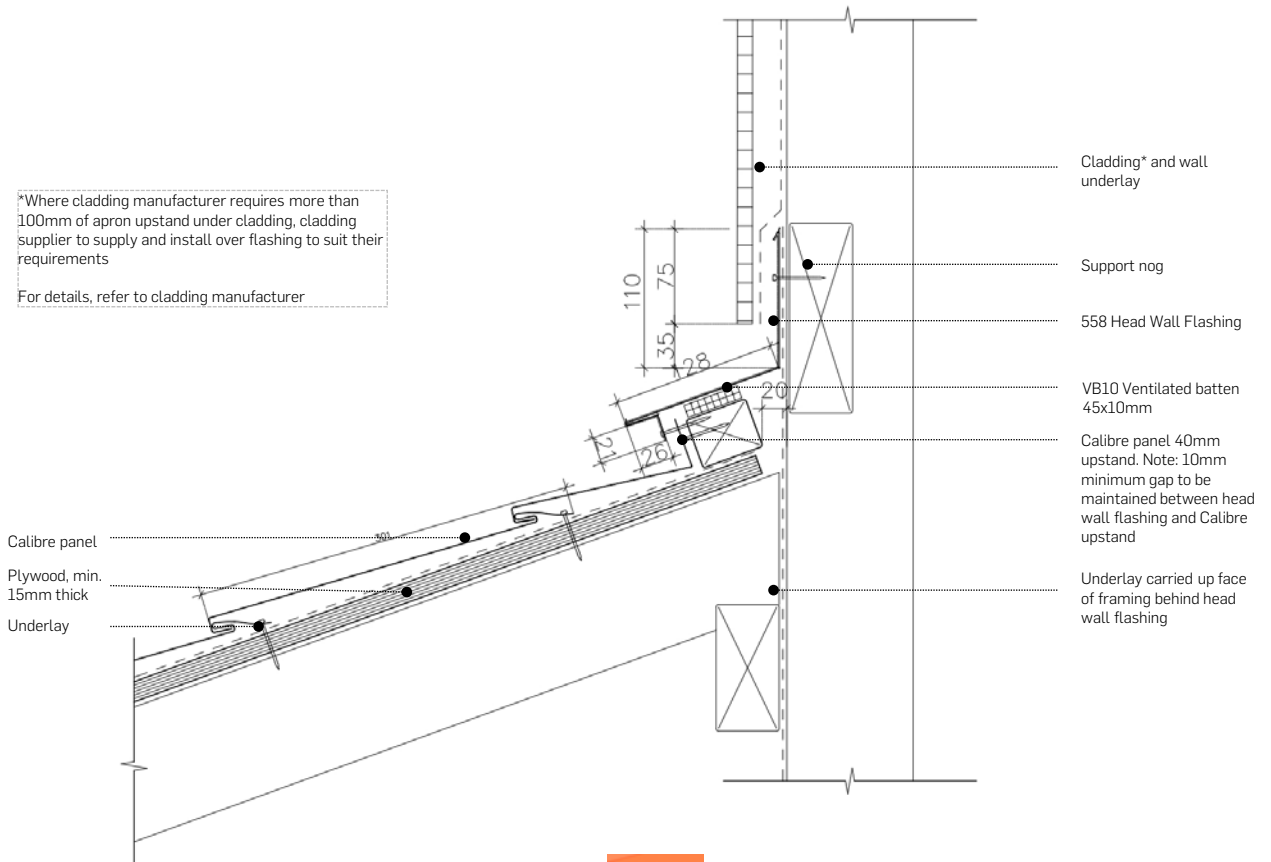 Cladding* and wall
underlay
*Where cladding manufacturer requires more than
100mm of apron upstand under cladding, cladding
supplier to supply and install over flashing to suit their
requirements
For details, refer to cladding manufacturer
Support nog
110
75
558 Head Wall Flashing
35
28
VB10 Ventilated batten
45x10mm
20
21
26
Calibre panel 40mm
upstand. Note: 10mm
minimum gap to be
maintained between head
wall flashing and Calibre
upstand
301
Calibre panel
Plywood, min.
15mm thick
Underlay
Underlay carried up face
of framing behind head
wall flashing